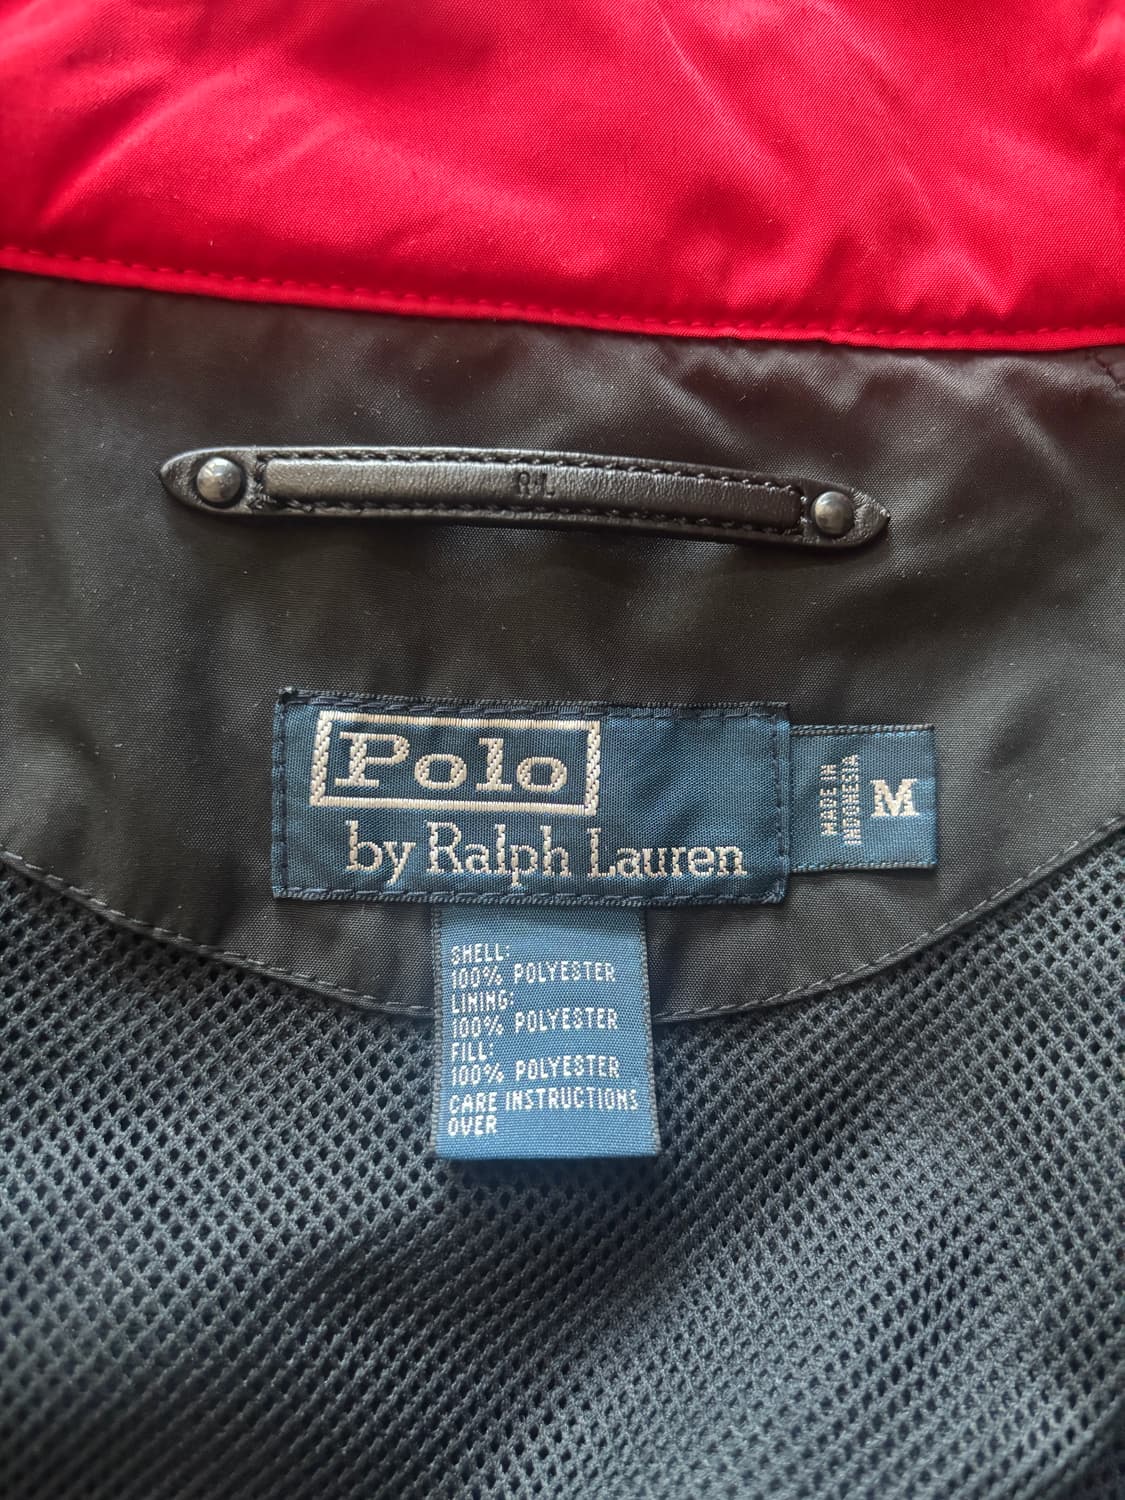 RL
Polo
by Ralph Lauren
MADE IN
INDONESIA
M
SHELL:
100% POLYESTER
LINING:
100% POLYESTER
FILL:
100% POLYESTER
CARE INSTRUCTIONS
OVER